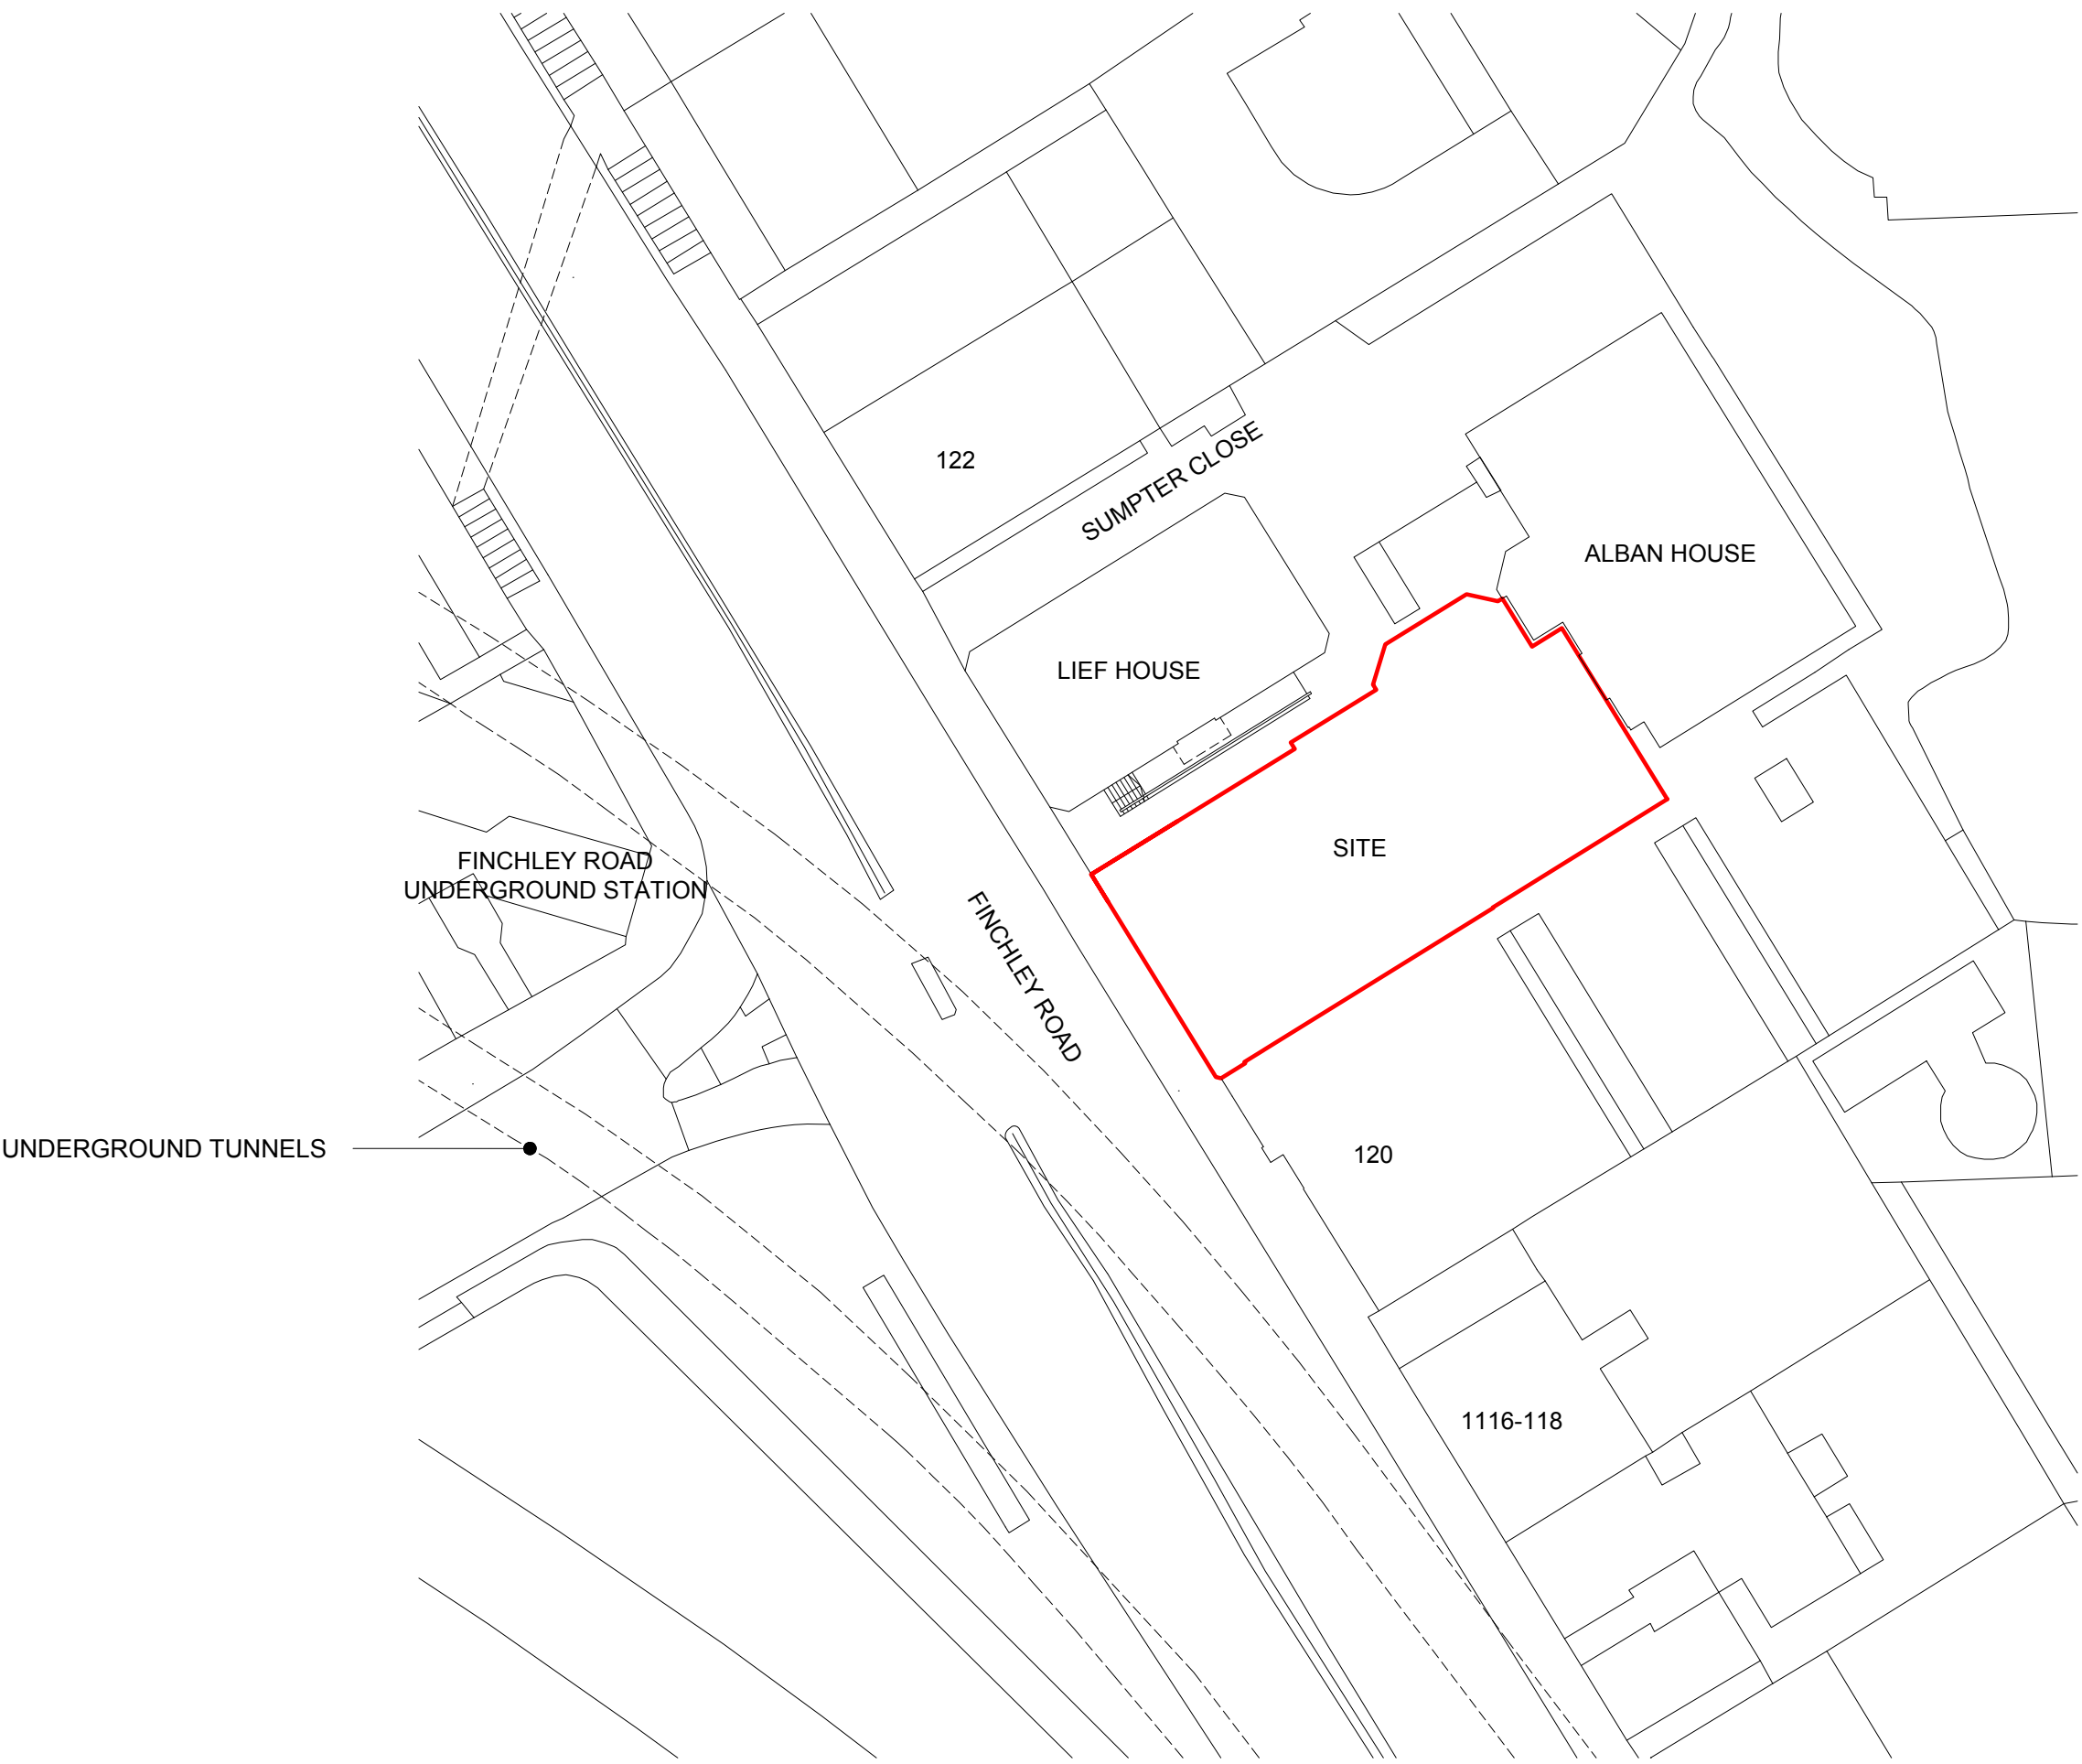 122
SUMPTER CLOSE
ALBAN HOUSE
LIEF HOUSE
SITE
FINCHLEY ROAD
UNDERGROUND STATION
FINCHLEY ROAD
UNDERGROUND TUNNELS
120
1116-118